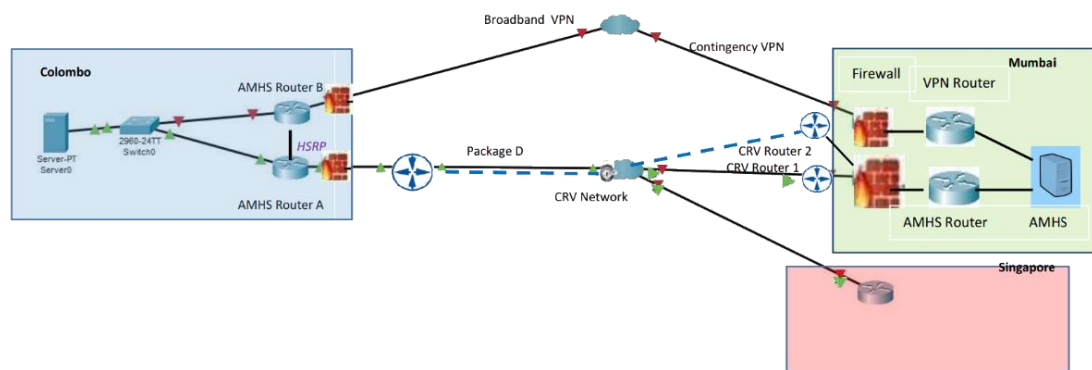 Broadband VPN
Contingency VPN
Colombo
AMHS Router B
Server-PT
Server0
2960-24TT
Switch0
HSRP
AMHS Router A
Package D
CRV Network
CRV Router 2
CRV Router 1
Mumbai
Firewall
VPN Router
AMHS Router
AMHS
Singapore